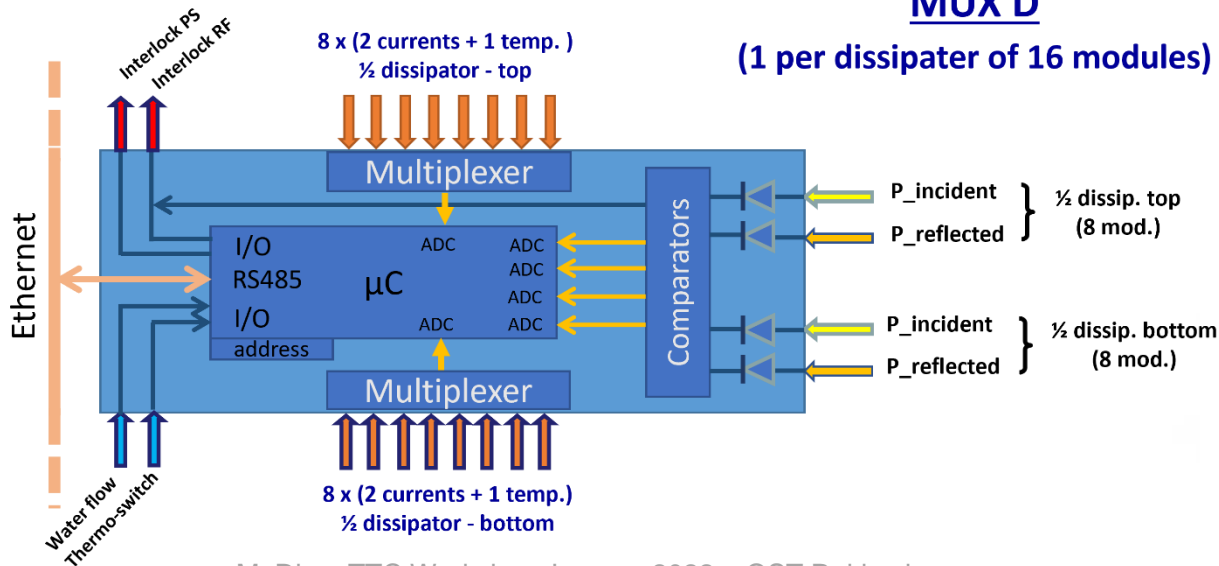 MUX D
(1 per dissipater of 16 modules)
Interlock PS
Interlock RF
8 x (2 currents + 1 temp. )
½ dissipator - top
Multiplexer
P_incident
P_reflected
}
½ dissip. top
(8 mod.)
Ethernet
I/O
RS485
I/O
address
µC
ADC
ADC
ADC
ADC
ADC
ADC
Comparators
P_incident
P_reflected
}
½ dissip. bottom
(8 mod.)
Multiplexer
8 x (2 currents + 1 temp.)
½ dissipator - bottom
Water flow
Thermo-switch